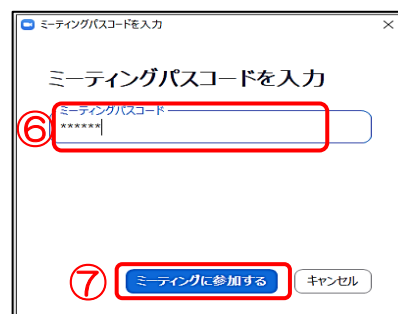 ミーティングパスコードを入力
ミーティングパスコードを入力
ミーティングパスコード
⑥
******
⑦
ミーティングに参加する
キャンセル